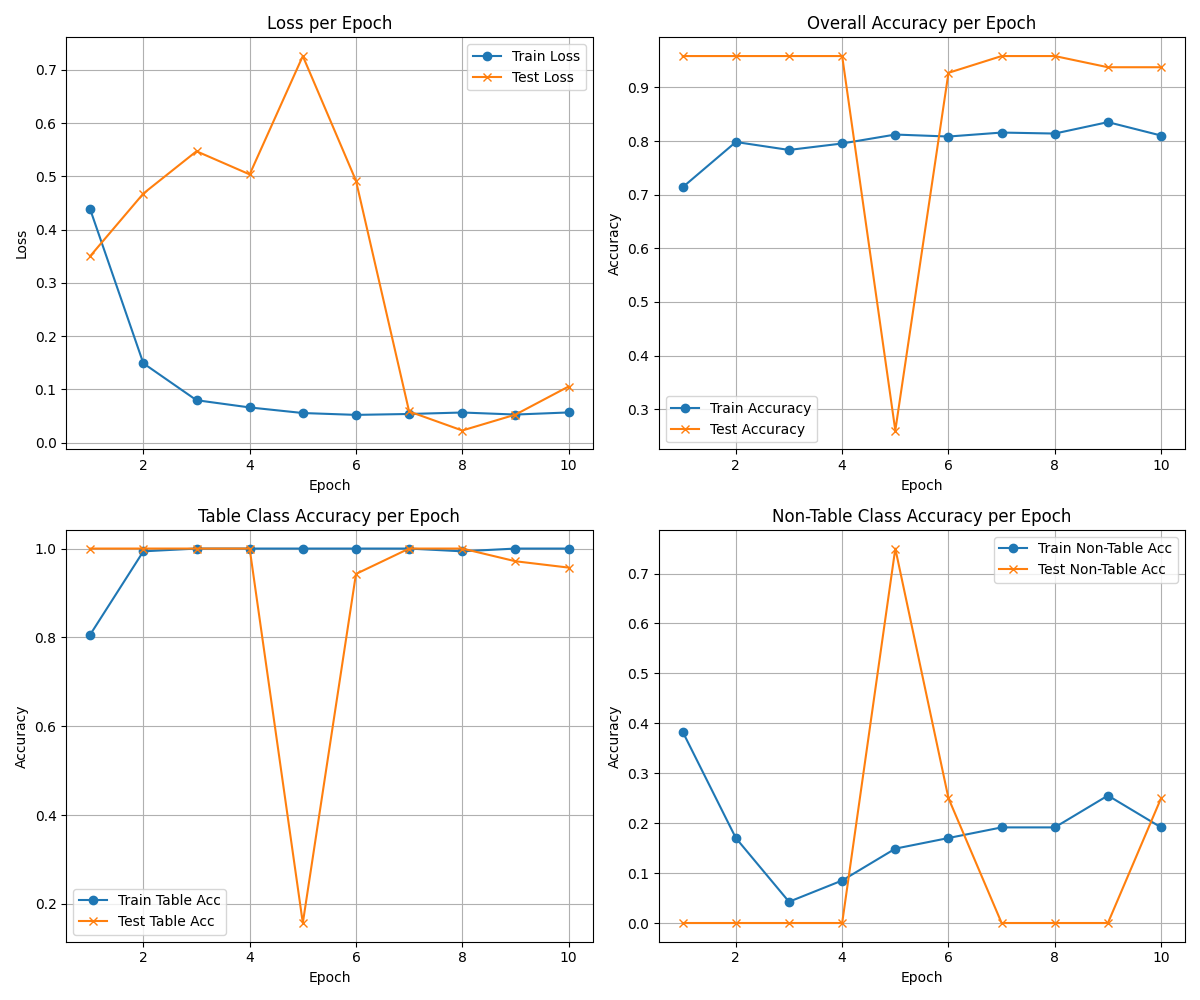 Loss per Epoch
Train Loss
Test Loss
0.7
0.6
0.5
0.4
0.3
0.2
0.1
0.0
Loss
2 4 6 8 10
Epoch
Overall Accuracy per Epoch
0.9
0.8
0.7
0.6
0.5
0.4
0.3
Accuracy
Train Accuracy
Test Accuracy
2 4 6 8 10
Epoch
Table Class Accuracy per Epoch
1.0
0.8
0.6
0.4
0.2
Accuracy
Train Table Acc
Test Table Acc
2 4 6 8 10
Epoch
Non-Table Class Accuracy per Epoch
Train Non-Table Acc
Test Non-Table Acc
0.7
0.6
0.5
0.4
0.3
0.2
0.1
0.0
Accuracy
2 4 6 8 10
Epoch